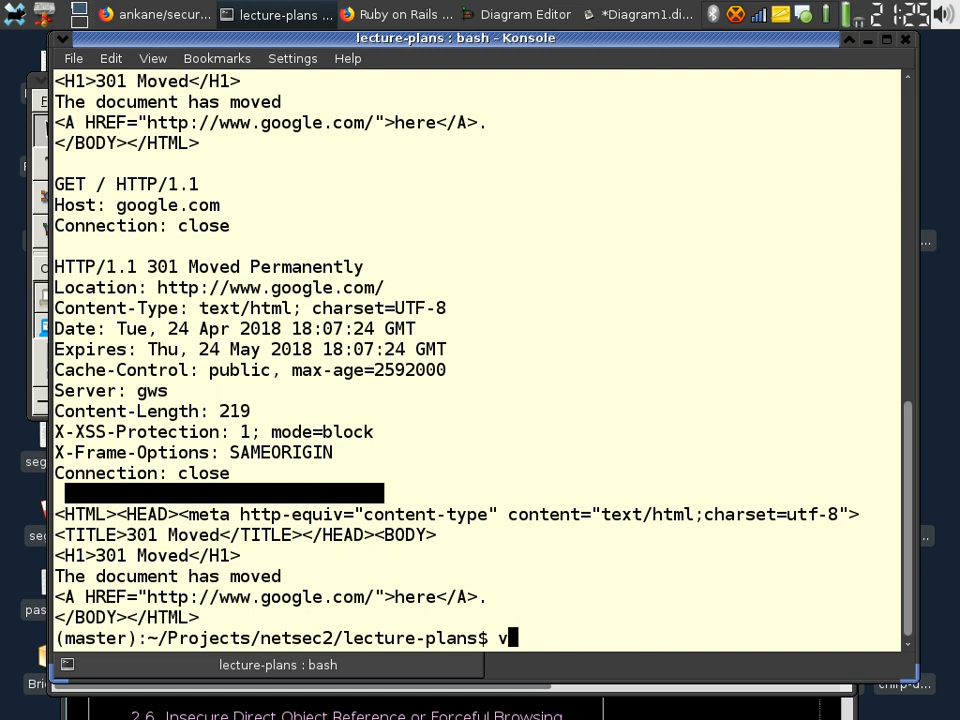 ankane/secur...
lecture-plans ...
Ruby on Rails ...
Diagram Editor
*Diagram1.di...
21:25
lecture-plans : bash – Konsole
File Edit View Bookmarks Settings Help
<H1>301 Moved</H1>
The document has moved
<A HREF="http://www.google.com/">here</A>.
</BODY></HTML>
GET / HTTP/1.1
Host: google.com
Connection: close
HTTP/1.1 301 Moved Permanently
Location: http://www.google.com/
Content-Type: text/html; charset=UTF-8
Date: Tue, 24 Apr 2018 18:07:24 GMT
Expires: Thu, 24 May 2018 18:07:24 GMT
Cache-Control: public, max-age=2592000
Server: gws
Content-Length: 219
X-XSS-Protection: 1; mode=block
X-Frame-Options: SAMEORIGIN
Connection: close
<HTML><HEAD><meta http-equiv="content-type" content="text/html;charset=utf-8">
<TITLE>301 Moved</TITLE></HEAD><BODY>
<H1>301 Moved</H1>
The document has moved
<A HREF="http://www.google.com/">here</A>.
</BODY></HTML>
(master):~/Projects/netsec2/lecture-plans$ v
lecture-plans : bash
seg
seg
pas
Bri
2.6. Insecure Direct Object Reference or Forceful Browsing